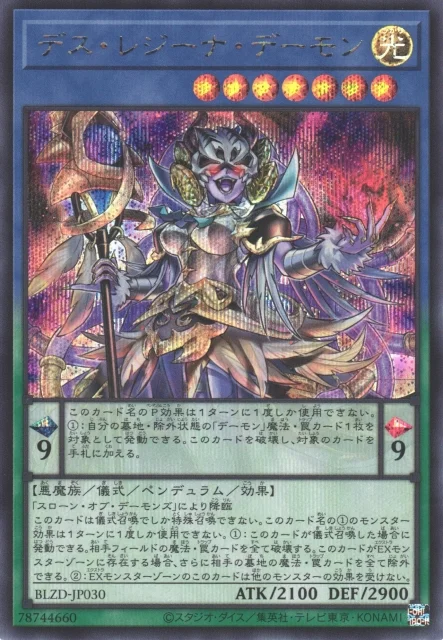 デス・レジーナ・デーモン
光
このカード名のP効果は1ターンに1度しか使用できない。
①:自分の墓地・除外状態の「デーモン」魔法・罠カード1枚を
対象として発動できる。このカードを破壊し、対象のカードを
手札に加える。
9
9
【悪魔族/儀式/ペンデュラム/効果】
「スローン・オブ・デーモンズ」により降臨
このカードは儀式召喚でしか特殊召喚できない。このカード名の①のモンスター
効果は1ターンに1度しか使用できない。①:このカードが儀式召喚した場合に
発動できる。相手フィールドの魔法・罠カードを全て破壊する。このカードがEXモン
スターゾーンに存在する場合、さらに相手の墓地の魔法・罠カードを全て除外
できる。②:EXモンスターゾーンのこのカードは他のモンスターの効果を受けない。
BLZD-JP030
ATK/2100
DEF/2900
78744660
©スタジオ・ダイス/集英社・テレビ東京・KONAMI